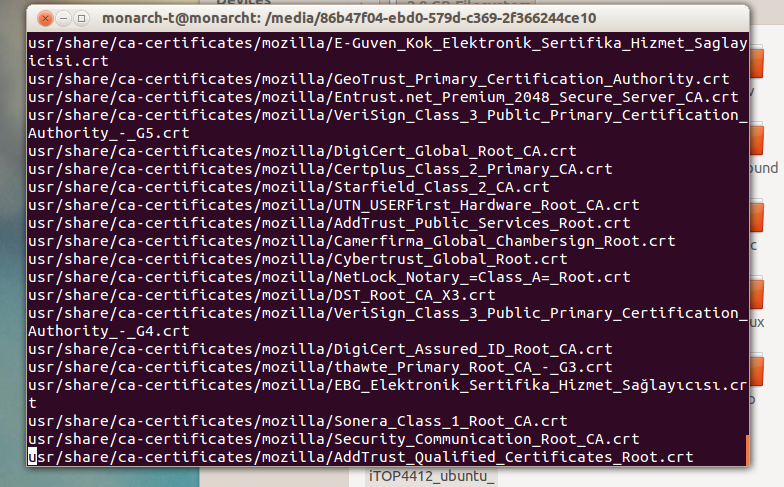 Devices
monarch-t@monarcht: /media/86b47f04-ebd0-579d-c369-2f366244ce10
usr/share/ca-certificates/mozilla/E-Guven_Kok_Elektronik_Sertifika_Hizmet_Saglay
icisi.crt
usr/share/ca-certificates/mozilla/GeoTrust_Primary_Certification_Authority.crt
usr/share/ca-certificates/mozilla/Entrust.net_Premium_2048_Secure_Server_CA.crt
usr/share/ca-certificates/mozilla/VeriSign_Class_3_Public_Primary_Certification_
Authority_-_G5.crt
usr/share/ca-certificates/mozilla/DigiCert_Global_Root_CA.crt
usr/share/ca-certificates/mozilla/Certplus_Class_2_Primary_CA.crt
usr/share/ca-certificates/mozilla/Starfield_Class_2_CA.crt
usr/share/ca-certificates/mozilla/UTN_USERFirst_Hardware_Root_CA.crt
usr/share/ca-certificates/mozilla/AddTrust_Public_Services_Root.crt
usr/share/ca-certificates/mozilla/Camerfirma_Global_Chambersign_Root.crt
usr/share/ca-certificates/mozilla/Cybertrust_Global_Root.crt
usr/share/ca-certificates/mozilla/NetLock_Notary_=Class_A=_Root.crt
usr/share/ca-certificates/mozilla/DST_Root_CA_X3.crt
usr/share/ca-certificates/mozilla/VeriSign_Class_3_Public_Primary_Certification_
Authority_-_G4.crt
usr/share/ca-certificates/mozilla/DigiCert_Assured_ID_Root_CA.crt
usr/share/ca-certificates/mozilla/thawte_Primary_Root_CA_-_G3.crt
usr/share/ca-certificates/mozilla/EBG_Elektronik_Sertifika_Hizmet_Sağlayıcısı.cr
t
usr/share/ca-certificates/mozilla/Sonera_Class_1_Root_CA.crt
usr/share/ca-certificates/mozilla/Security_Communication_Root_CA.crt
usr/share/ca-certificates/mozilla/AddTrust_Qualified_Certificates_Root.crt
iTOP4412_ubuntu_